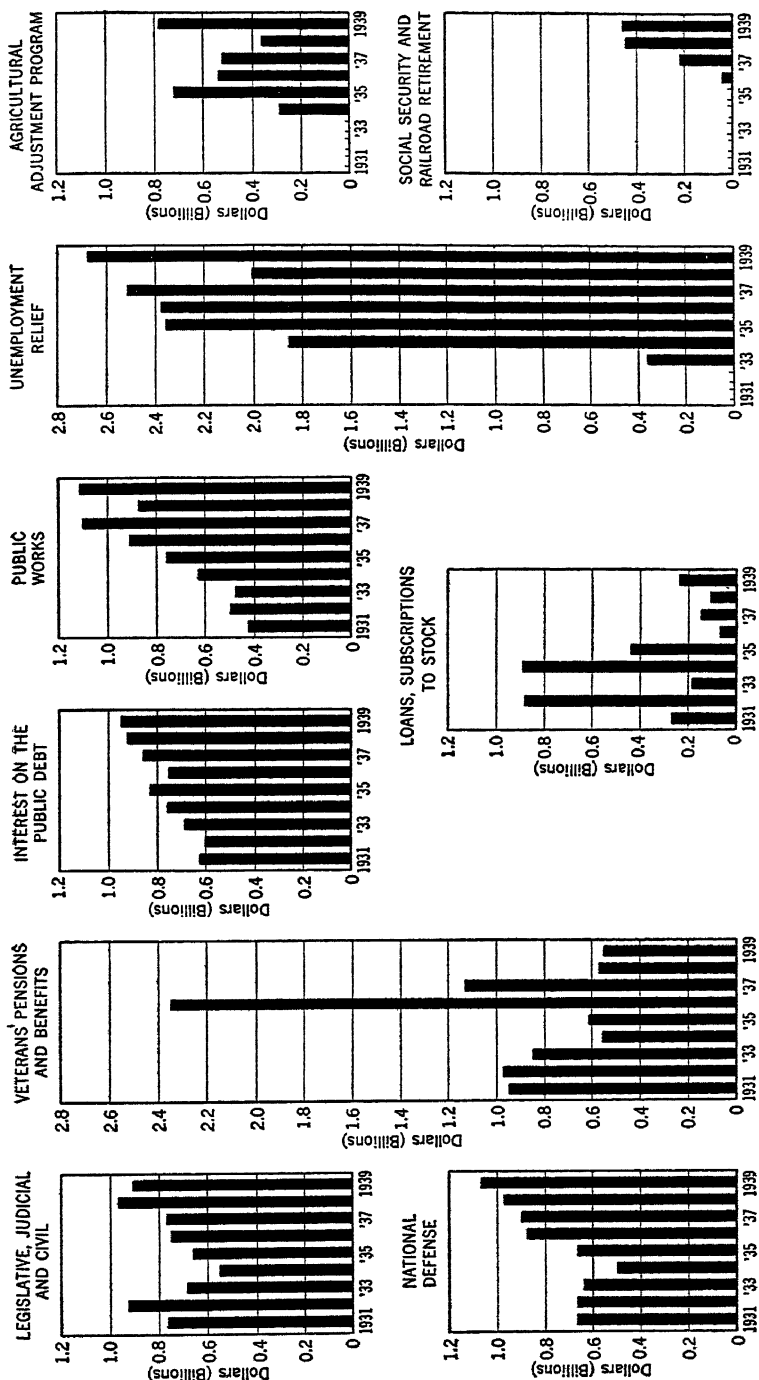 LEGISLATIVE, JUDICIAL
AND CIVIL
Dollars (Billions)
1.2
1.0
0.8
0.6
0.4
0.2
0
1931 '33 '35 '37 1939
VETERANS' PENSIONS
AND BENEFITS
Dollars (Billions)
2.8
2.6
2.4
2.2
2.0
1.8
1.6
1.4
1.2
1.0
0.8
0.6
0.4
0.2
0
1931 '33 '35 '37 1939
INTEREST ON THE
PUBLIC DEBT
Dollars (Billions)
1.2
1.0
0.8
0.6
0.4
0.2
0
1931 '33 '35 '37 1939
PUBLIC
WORKS
Dollars (Billions)
1.2
1.0
0.8
0.6
0.4
0.2
0
1931 '33 '35 '37 1939
UNEMPLOYMENT
RELIEF
Dollars (Billions)
2.8
2.6
2.4
2.2
2.0
1.8
1.6
1.4
1.2
1.0
0.8
0.6
0.4
0.2
0
1931 '33 '35 '37 1939
AGRICULTURAL
ADJUSTMENT PROGRAM
Dollars (Billions)
1.2
1.0
0.8
0.6
0.4
0.2
0
1931 '33 '35 '37 1939
NATIONAL
DEFENSE
Dollars (Billions)
1.2
1.0
0.8
0.6
0.4
0.2
0
1931 '33 '35 '37 1939
LOANS, SUBSCRIPTIONS
TO STOCK
Dollars (Billions)
1.2
1.0
0.8
0.6
0.4
0.2
0
1931 '33 '35 '37 1939
SOCIAL SECURITY AND
RAILROAD RETIREMENT
Dollars (Billions)
1.2
1.0
0.8
0.6
0.4
0.2
0
1931 '33 '35 '37 1939